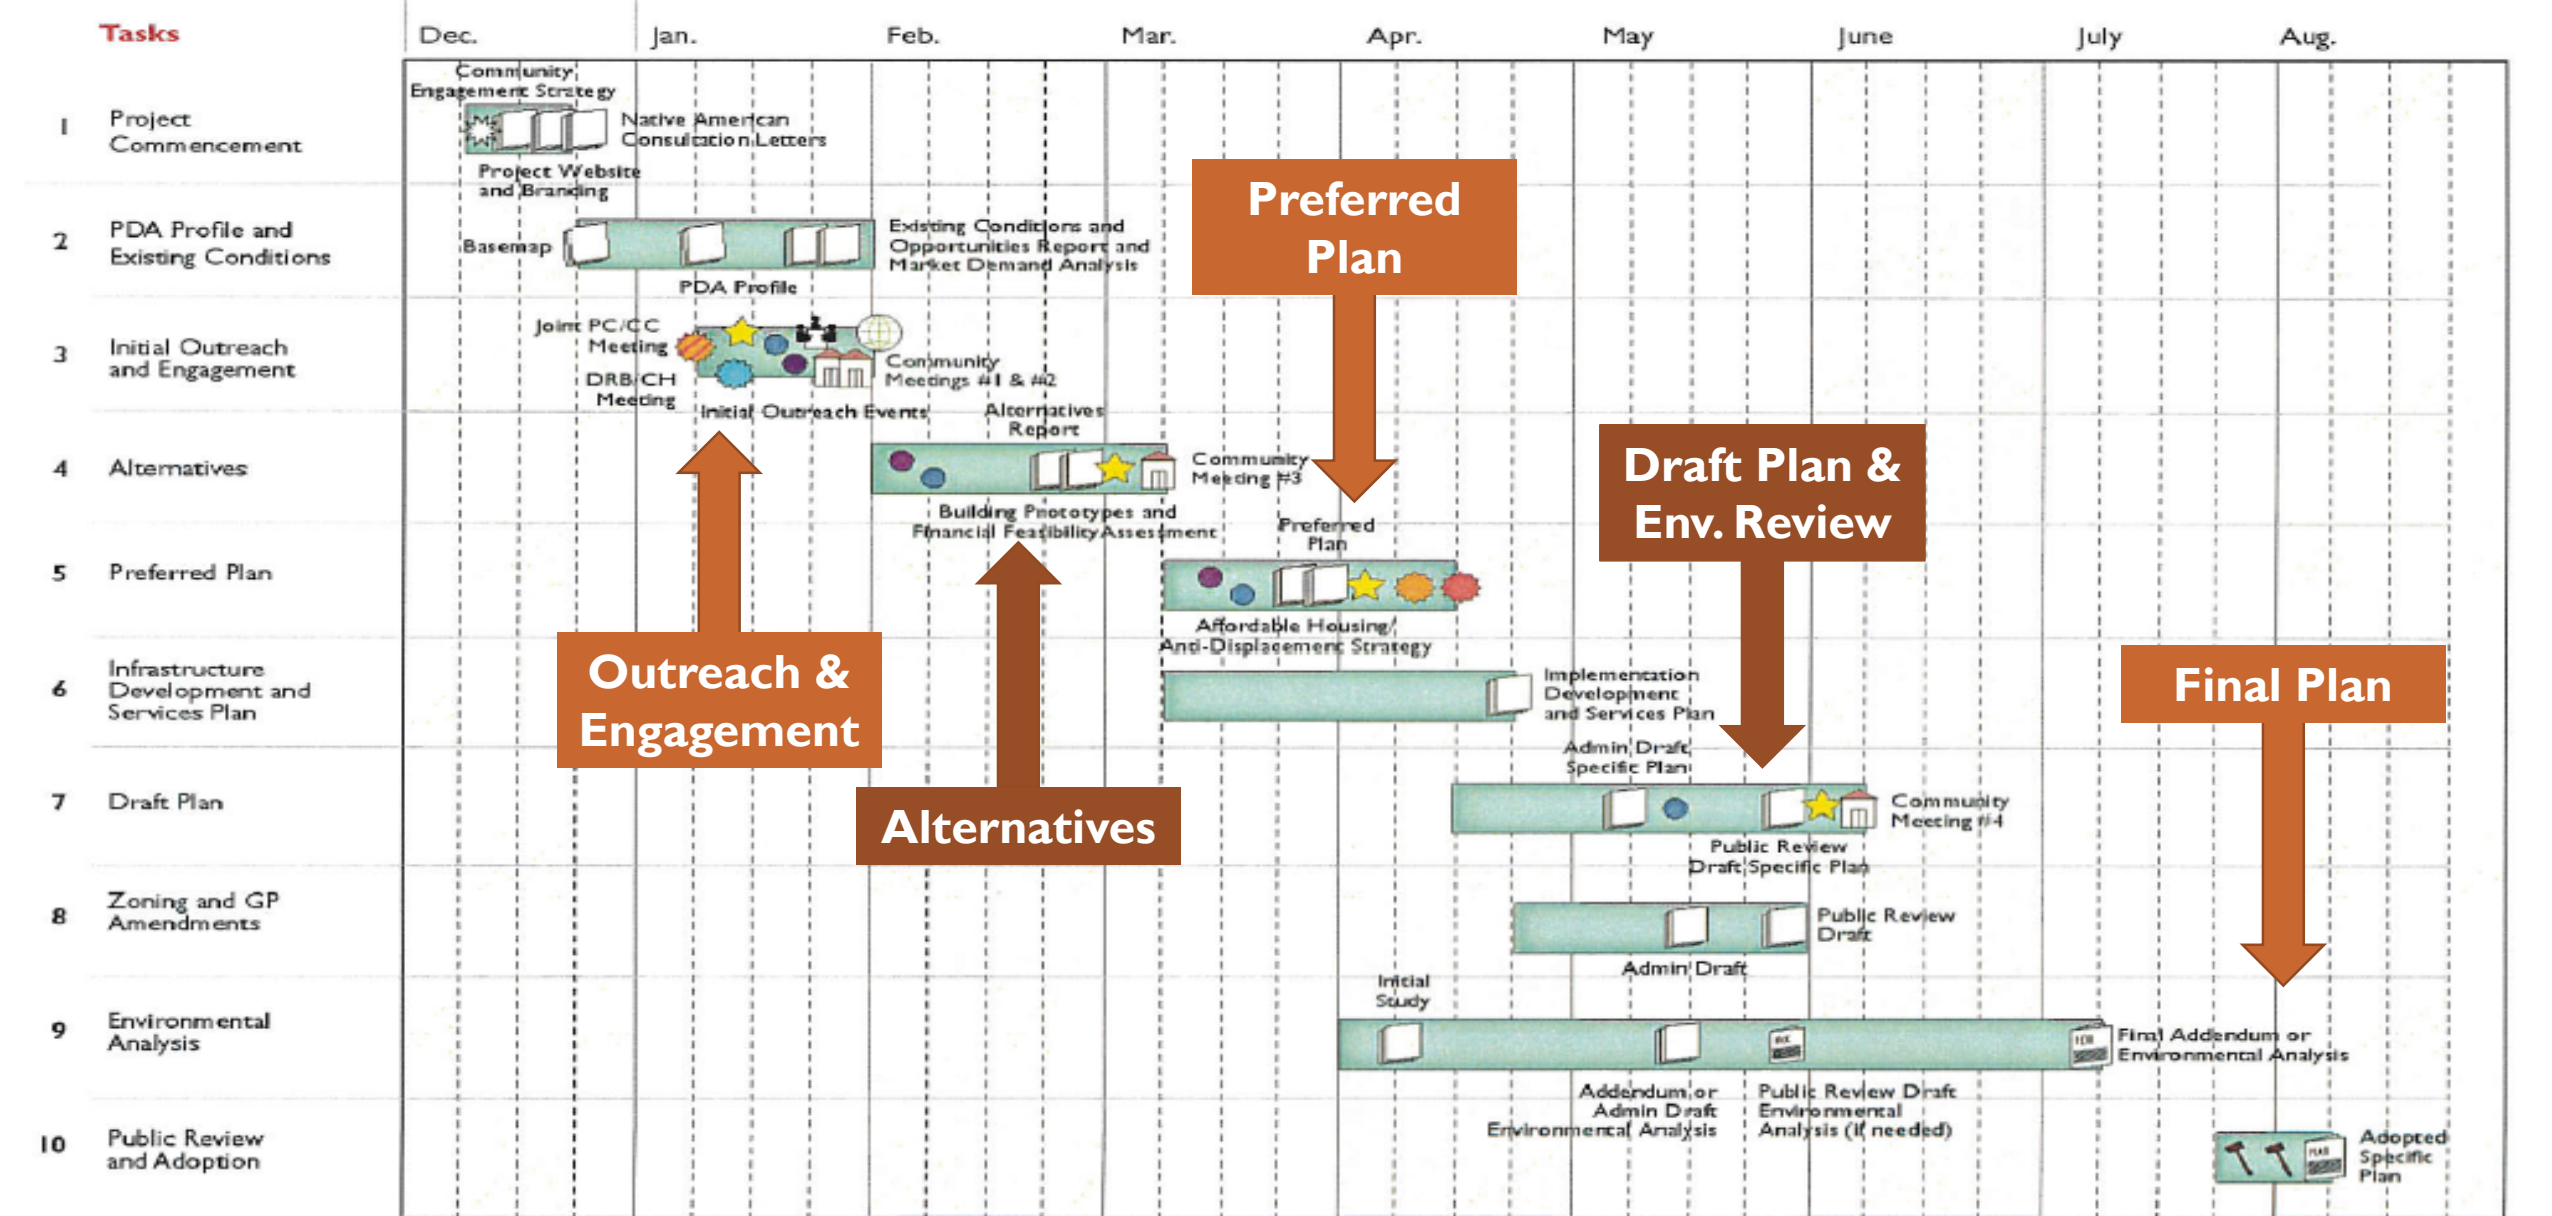 Tasks
Dec.
Jan.
Feb.
Mar.
Apr.
May
June
July
Aug.
1
Project
Commencement
Community
Engagement Strategy
Native American
Consultation Letters
Project Website
and Branding
2
PDA Profile and
Existing Conditions
Basemap
Existing Conditions and
Opportunities Report and
Market Demand Analysis
PDA Profile
Preferred
Plan
3
Initial Outreach
and Engagement
Joint PC/CC
Meeting
DRB/CH
Meeting
Community
Meetings #1 & #2
Initial Outreach Events
4
Alternatives
Alternatives
Report
Community
Meeting #3
Building Prototypes and
Financial Feasibility Assessment
Draft Plan &
Env. Review
5
Preferred Plan
Preferred
Plan
Affordable Housing/
Anti-Displacement Strategy
6
Infrastructure
Development and
Services Plan
Outreach &
Engagement
Implementation
Development
and Services Plan
Final Plan
7
Draft Plan
Alternatives
Admin Draft
Specific Plan
Community
Meeting #4
Public Review
Draft Specific Plan
8
Zoning and GP
Amendments
Public Review
Draft
Admin Draft
9
Environmental
Analysis
Initial
Study
Final Addendum or
Environmental Analysis
Addendum or
Admin Draft
Environmental Analysis
Public Review Draft
Environmental
Analysis (if needed)
10
Public Review
and Adoption
Adopted
Specific
Plan